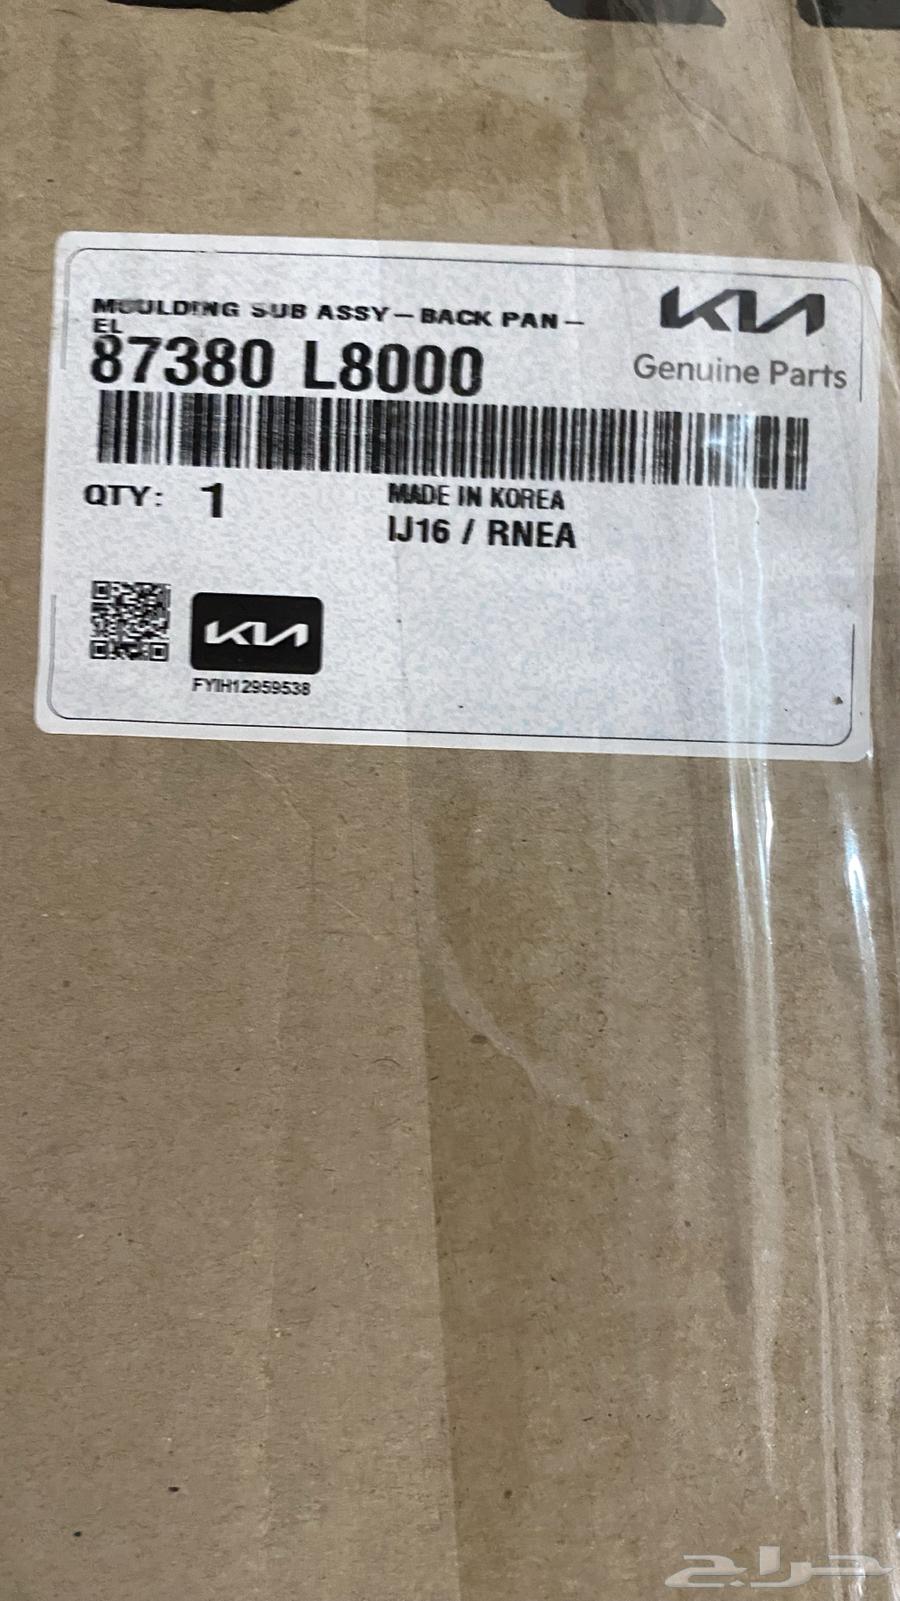 MOULDING SUB ASSY-BACK PAN-
EL
KIA
Genuine Parts
87380 L8000
QTY: 1
MADE IN KOREA
IJ16 / RNEA
KIA
FYIH12959538
حراج